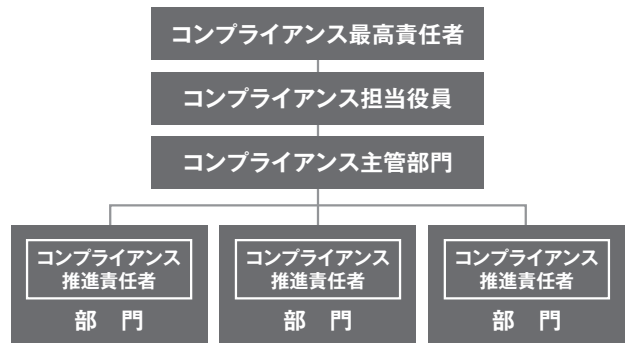 コンプライアンス最高責任者
コンプライアンス担当役員
コンプライアンス主管部門
コンプライアンス
推進責任者
部　門
コンプライアンス
推進責任者
部　門
コンプライアンス
推進責任者
部　門